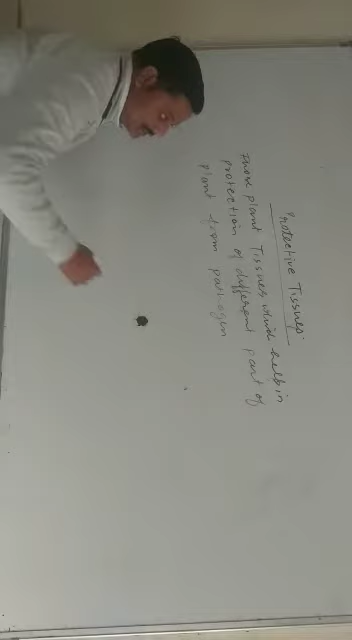 Protective Tissues
Those plant Tissues which help in
protection of different part of
plant from pathogen